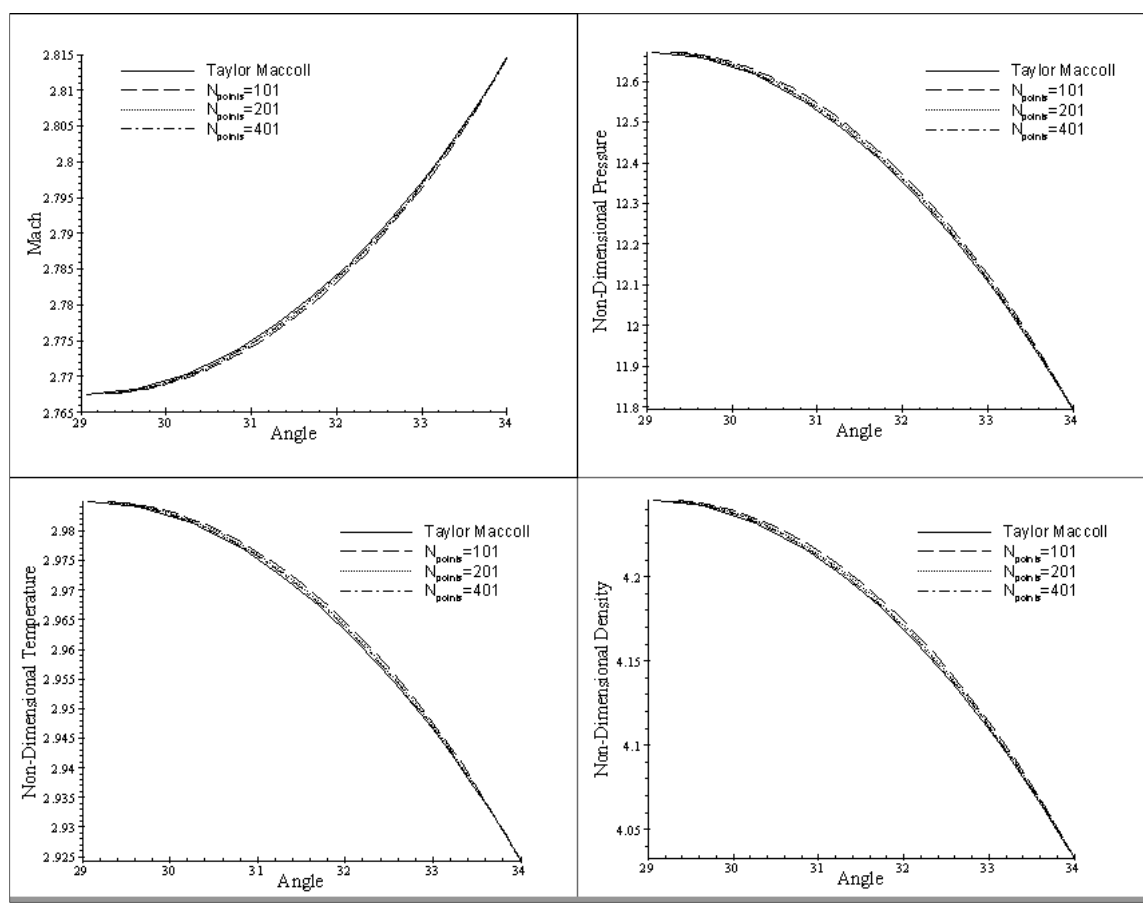 2.815
2.81
2.805
2.8
2.795
2.79
2.785
2.78
2.775
2.77
2.765
Mach
Taylor Maccoll
Npoints=101
Npoints=201
Npoints=401
29 30 31 32 33 34
Angle
12.6
12.5
12.4
12.3
12.2
12.1
12
11.9
11.8
Non-Dimensional Pressure
Taylor Maccoll
Npoints=101
Npoints=201
Npoints=401
29 30 31 32 33 34
Angle
2.98
2.975
2.97
2.965
2.96
2.955
2.95
2.945
2.94
2.935
2.93
2.925
Non-Dimensional Temperature
Taylor Maccoll
Npoints=101
Npoints=201
Npoints=401
29 30 31 32 33 34
Angle
4.2
4.15
4.1
4.05
Non-Dimensional Density
Taylor Maccoll
Npoints=101
Npoints=201
Npoints=401
29 30 31 32 33 34
Angle